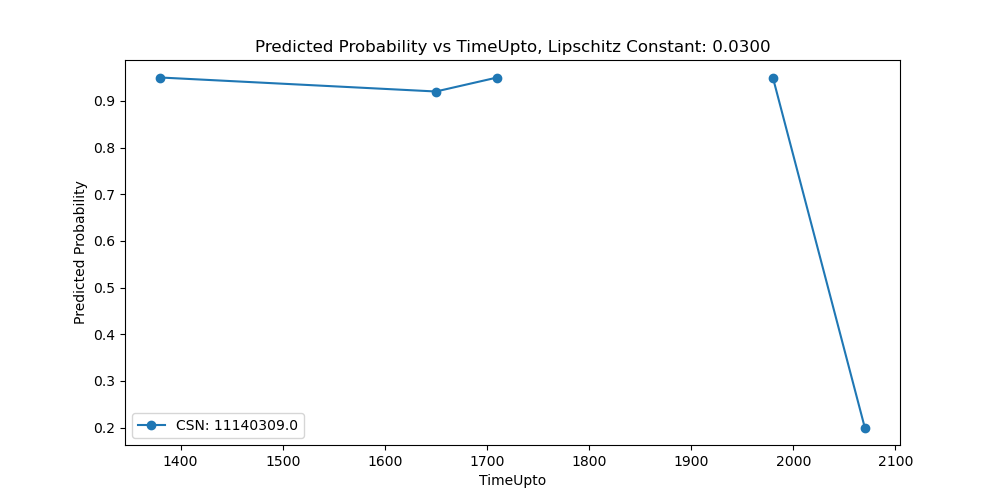 Predicted Probability vs TimeUpto, Lipschitz Constant: 0.0300
Predicted Probability
0.9
0.8
0.7
0.6
0.5
0.4
0.3
0.2
CSN: 11140309.0
1400 1500 1600 1700 1800 1900 2000 2100
TimeUpto